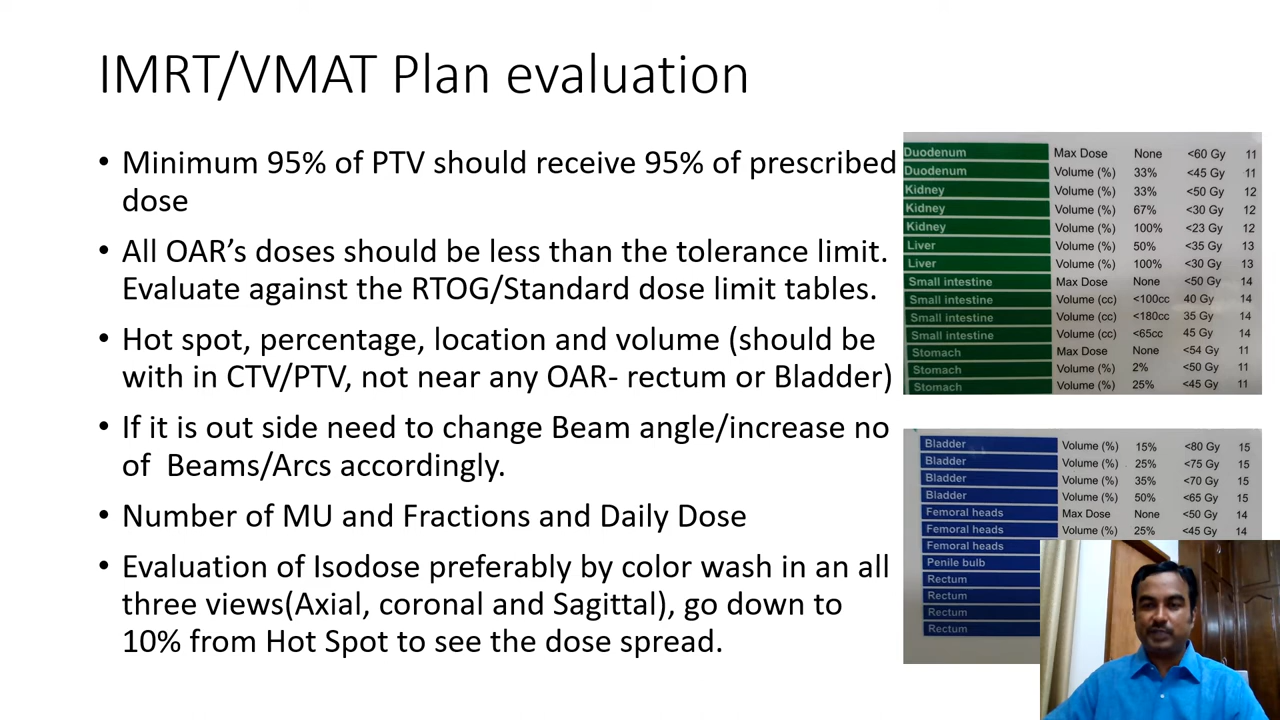 IMRT/VMAT Plan evaluation
• Minimum 95% of PTV should receive 95% of prescribed
dose
• All OAR’s doses should be less than the tolerance limit.
Evaluate against the RTOG/Standard dose limit tables.
• Hot spot, percentage, location and volume (should be
with in CTV/PTV, not near any OAR- rectum or Bladder)
• If it is out side need to change Beam angle/increase no
of Beams/Arcs accordingly.
• Number of MU and Fractions and Daily Dose
• Evaluation of Isodose preferably by color wash in an all
three views(Axial, coronal and Sagittal), go down to
10% from Hot Spot to see the dose spread.
Duodenum Max Dose None <60 Gy 11
Duodenum Volume (%) 33% <45 Gy 11
Kidney Volume (%) 33% <50 Gy 12
Kidney Volume (%) 67% <30 Gy 12
Kidney Volume (%) 100% <23 Gy 12
Liver Volume (%) 50% <35 Gy 13
Liver Volume (%) 100% <30 Gy 13
Small intestine Max Dose None <50 Gy 14
Small intestine Volume (cc) <100cc 40 Gy 14
Small intestine Volume (cc) <180cc 35 Gy 14
Small intestine Volume (cc) <65cc 45 Gy 14
Stomach Max Dose None <54 Gy 11
Stomach Volume (%) 2% <50 Gy 11
Stomach Volume (%) 25% <45 Gy 11
Bladder Volume (%) 15% <80 Gy 15
Bladder Volume (%) 25% <75 Gy 15
Bladder Volume (%) 35% <70 Gy 15
Bladder Volume (%) 50% <65 Gy 15
Femoral heads Max Dose None <50 Gy 14
Femoral heads Volume (%) 25% <45 Gy 14
Femoral heads
Penile bulb
Rectum
Rectum
Rectum
Rectum